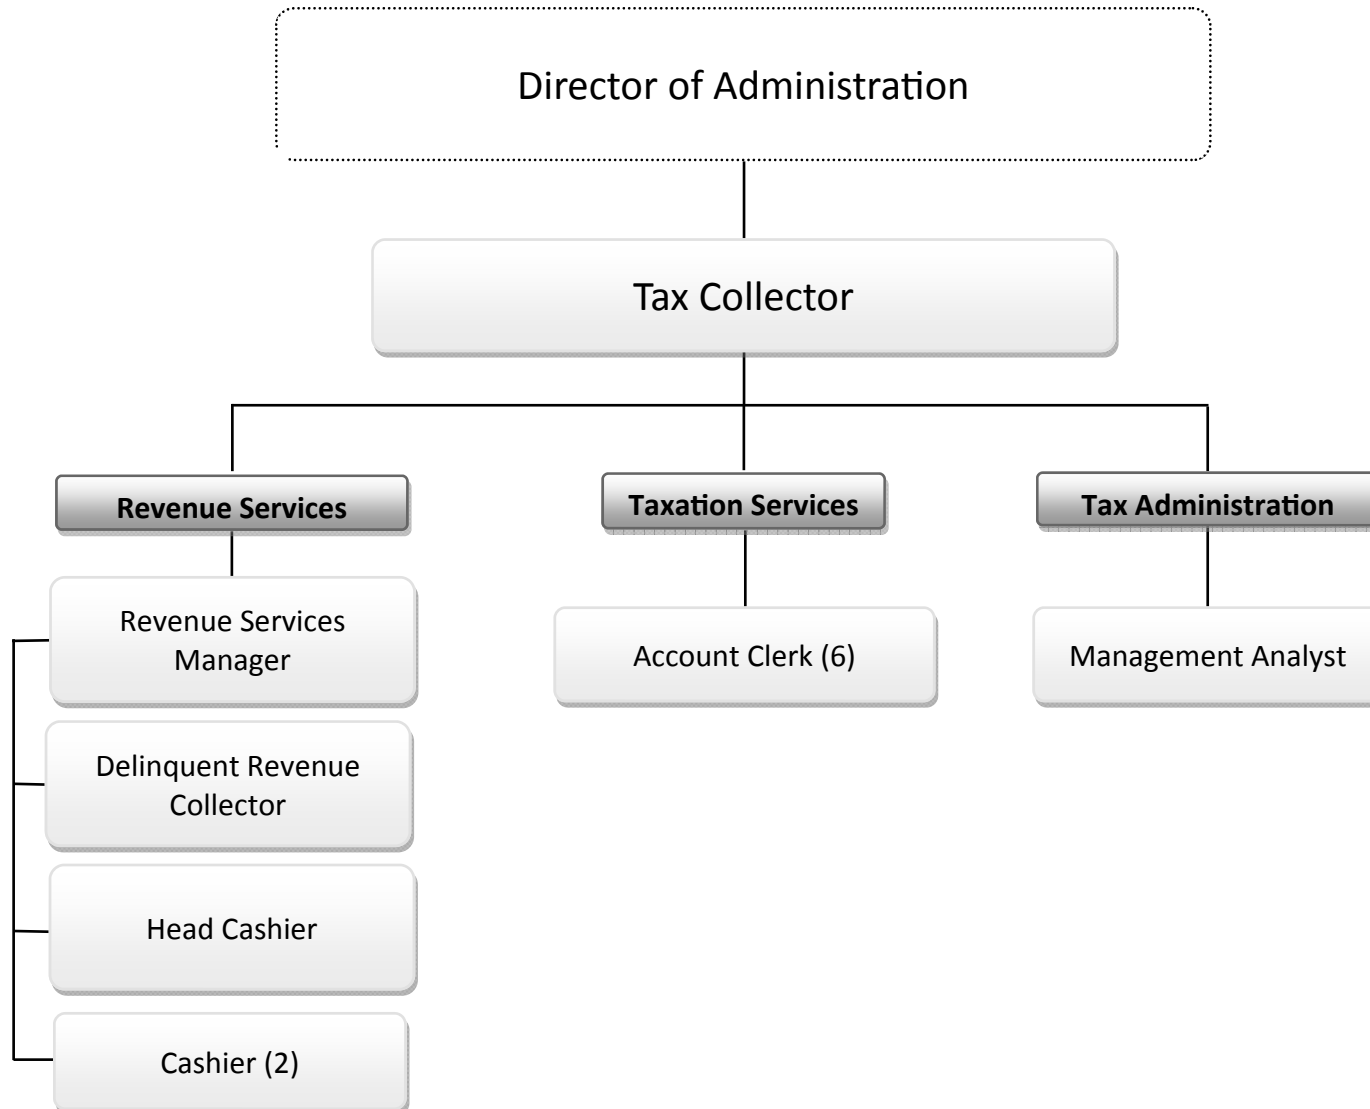 Director of Administration
Tax Collector
Revenue Services
Taxation Services
Tax Administration
Revenue Services
Manager
Account Clerk (6)
Management Analyst
Delinquent Revenue
Collector
Head Cashier
Cashier (2)